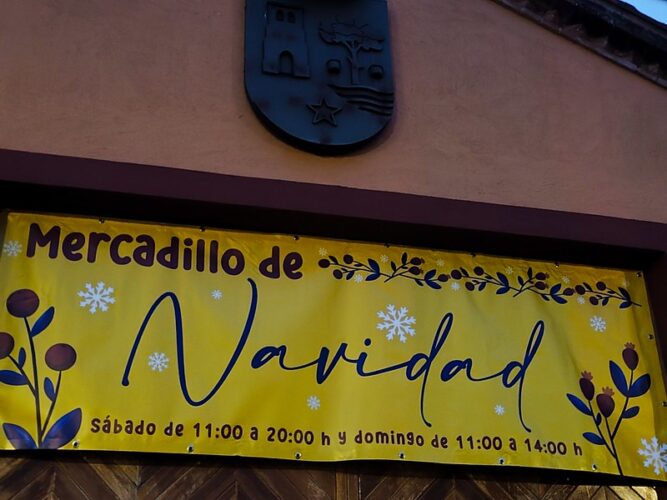 Mercadillo de
Navidad
sábado de 11:00 a 20:00 h y domingo de 11:00 a 14:00 h